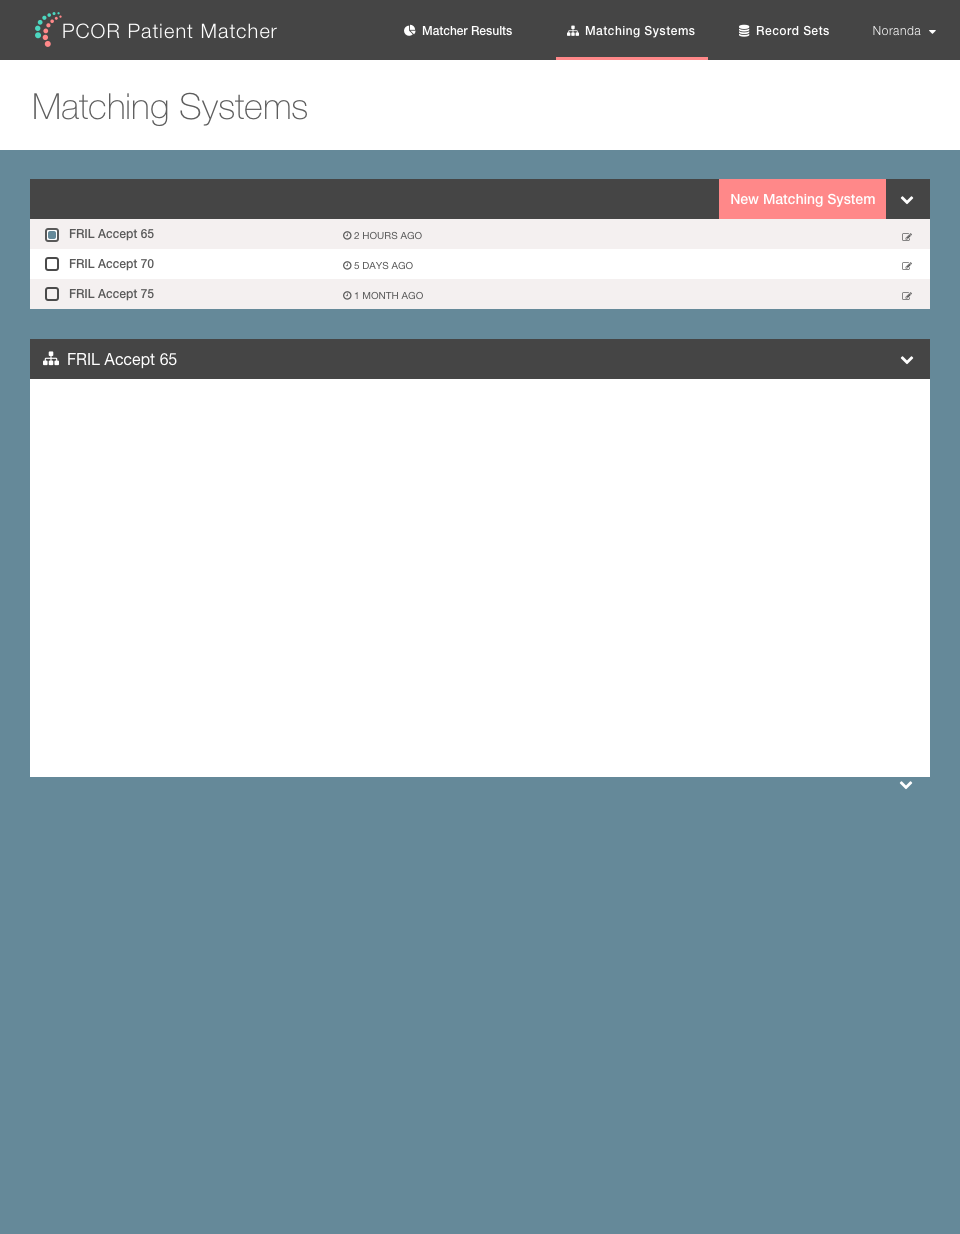 PCOR Patient Matcher
Matcher Results
Matching Systems
Record Sets
Noranda
Matching Systems
New Matching System
FRIL Accept 65
2 HOURS AGO
FRIL Accept 70
5 DAYS AGO
FRIL Accept 75
1 MONTH AGO
FRIL Accept 65